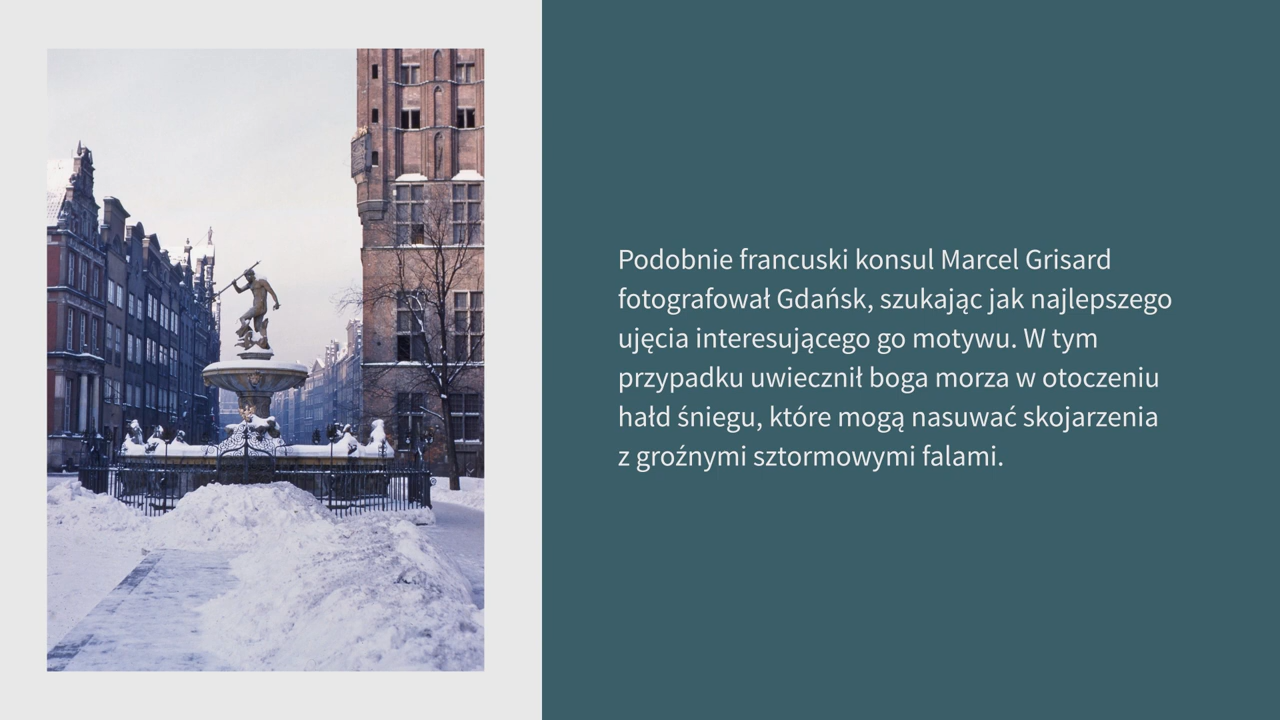 Podobnie francuski konsul Marcel Grisard
fotografował Gdańsk, szukając jak najlepszego
ujęcia interesującego go motywu. W tym
przypadku uwiecznił boga morza w otoczeniu
hałd śniegu, które mogą nasuwać skojarzenia
z groźnymi sztormowymi falami.